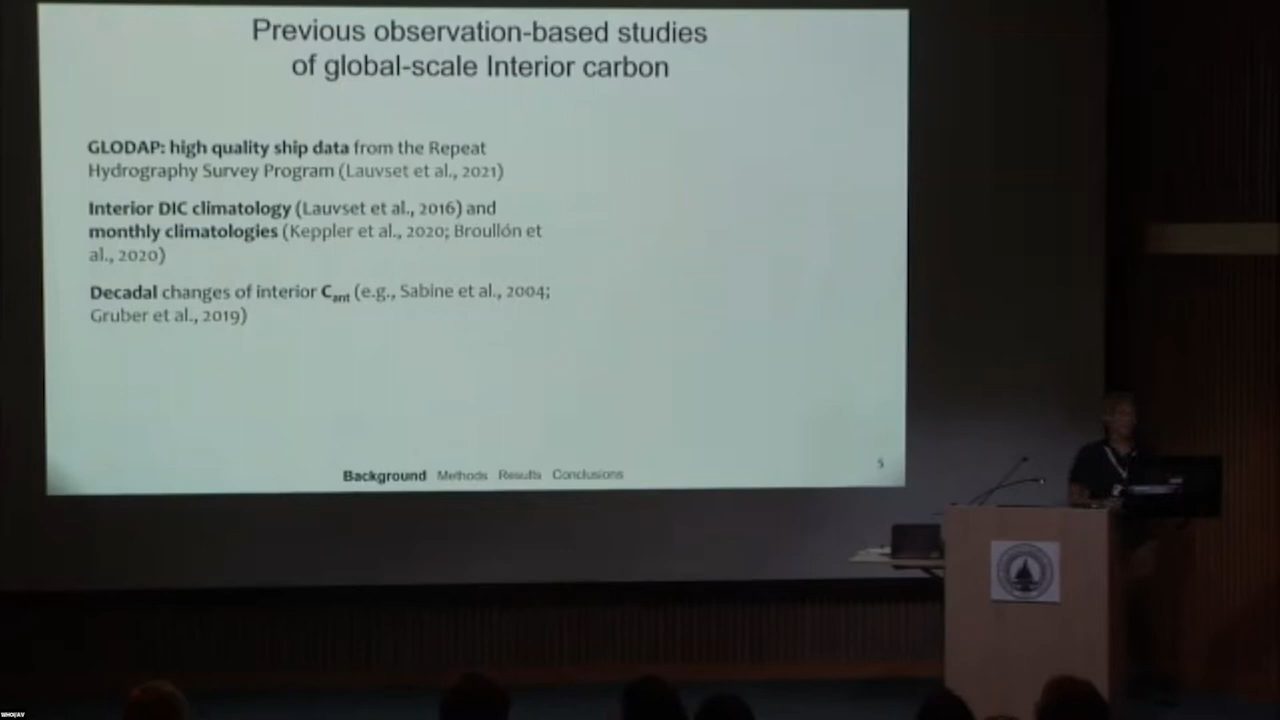 Previous observation-based studies
of global-scale Interior carbon
GLODAP: high quality ship data from the Repeat
Hydrography Survey Program (Lauvset et al., 2021)
Interior DIC climatology (Lauvset et al., 2016) and
monthly climatologies (Keppler et al., 2020; Broullón et
al., 2020)
Decadal changes of interior Cant (e.g., Sabine et al., 2004;
Gruber et al., 2019)
Background Methods Results Conclusions
5
WHOI/AV